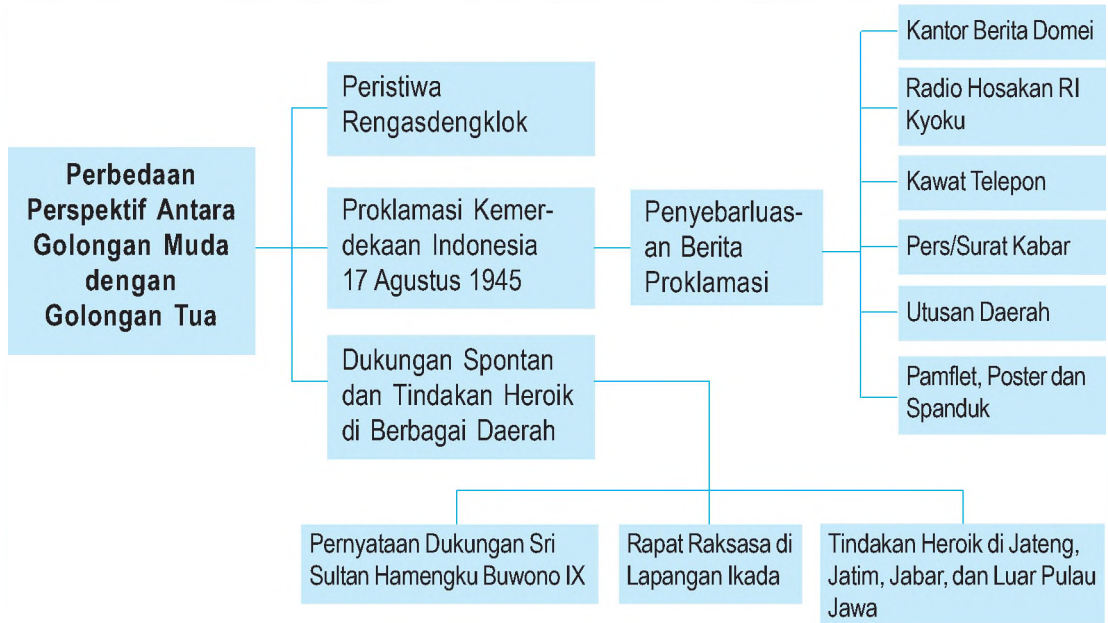 Perbedaan
Perspektif Antara
Golongan Muda
dengan
Golongan Tua
Peristiwa
Rengasdengklok
Proklamasi Kemer-
dekaan Indonesia
17 Agustus 1945
Dukungan Spontan
dan Tindakan Heroik
di Berbagai Daerah
Penyebarluas-
an Berita
Proklamasi
Kantor Berita Domei
Radio Hosakan RI
Kyoku
Kawat Telepon
Pers/Surat Kabar
Utusan Daerah
Pamflet, Poster dan
Spanduk
Pernyataan Dukungan Sri
Sultan Hamengku Buwono IX
Rapat Raksasa di
Lapangan Ikada
Tindakan Heroik di Jateng,
Jatim, Jabar, dan Luar Pulau
Jawa